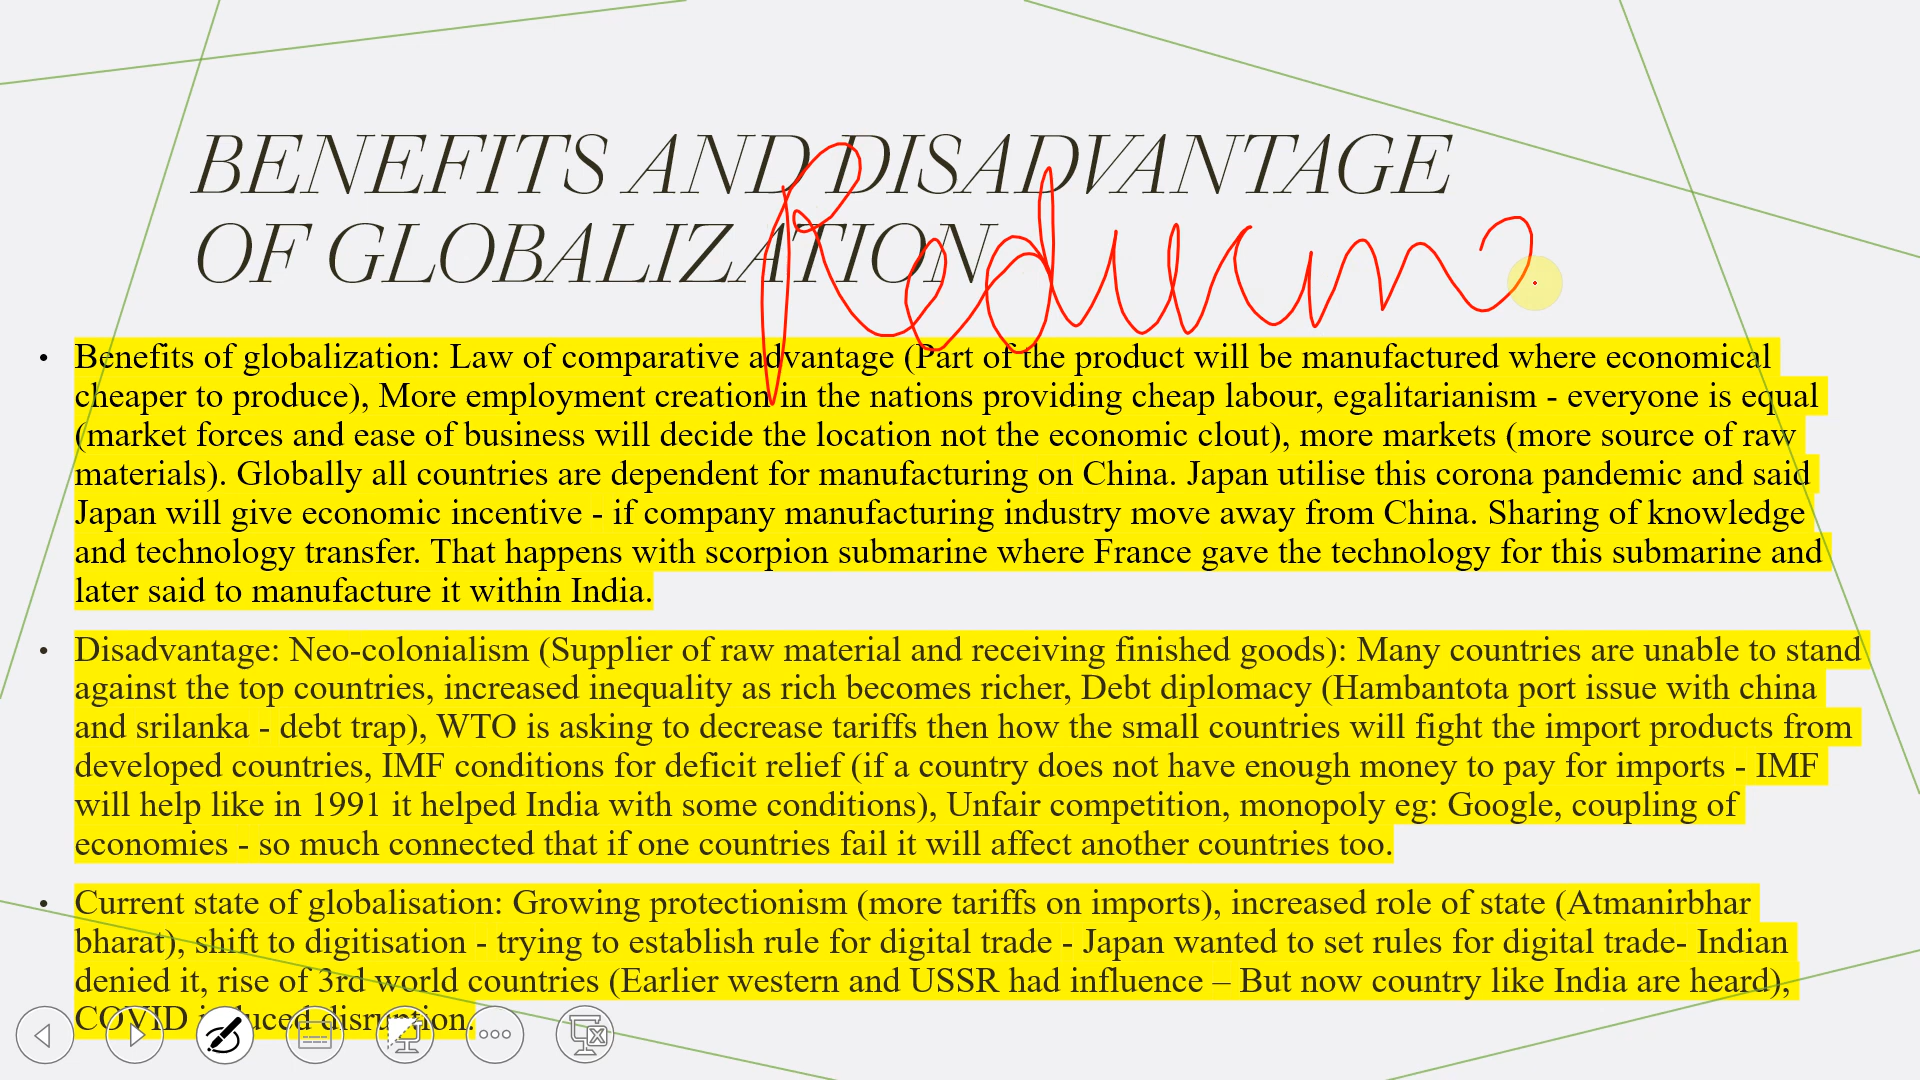 BENEFITS AND DISADVANTAGE
OF GLOBALIZATION
• Benefits of globalization: Law of comparative advantage (Part of the product will be manufactured where economical
cheaper to produce), More employment creation in the nations providing cheap labour, egalitarianism - everyone is equal
(market forces and ease of business will decide the location not the economic clout), more markets (more source of raw
materials). Globally all countries are dependent for manufacturing on China. Japan utilise this corona pandemic and said
Japan will give economic incentive - if company manufacturing industry move away from China. Sharing of knowledge
and technology transfer. That happens with scorpion submarine where France gave the technology for this submarine and
later said to manufacture it within India.
• Disadvantage: Neo-colonialism (Supplier of raw material and receiving finished goods): Many countries are unable to stand
against the top countries, increased inequality as rich becomes richer, Debt diplomacy (Hambantota port issue with china
and srilanka - debt trap), WTO is asking to decrease tariffs then how the small countries will fight the import products from
developed countries, IMF conditions for deficit relief (if a country does not have enough money to pay for imports - IMF
will help like in 1991 it helped India with some conditions), Unfair competition, monopoly eg: Google, coupling of
economies - so much connected that if one countries fail it will affect another countries too.
• Current state of globalisation: Growing protectionism (more tariffs on imports), increased role of state (Atmanirbhar
bharat), shift to digitisation - trying to establish rule for digital trade - Japan wanted to set rules for digital trade- Indian
denied it, rise of 3rd world countries (Earlier western and USSR had influence – But now country like India are heard),
COVID induced disruption.